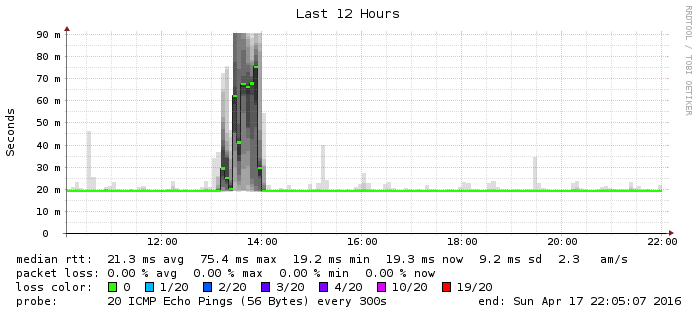 Last 12 Hours
RRDTOOL / TOBI OETIKER
Seconds
90 m
80 m
70 m
60 m
50 m
40 m
30 m
20 m
10 m
0
12:00 14:00 16:00 18:00 20:00 22:00
median rtt: 21.3 ms avg 75.4 ms max 19.2 ms min 19.3 ms now 9.2 ms sd 2.3 am/s
packet loss: 0.00 % avg 0.00 % max 0.00 % min 0.00 % now
loss color: 0 1/20 2/20 3/20 4/20 10/20 19/20
probe: 20 ICMP Echo Pings (56 Bytes) every 300s end: Sun Apr 17 22:05:07 2016